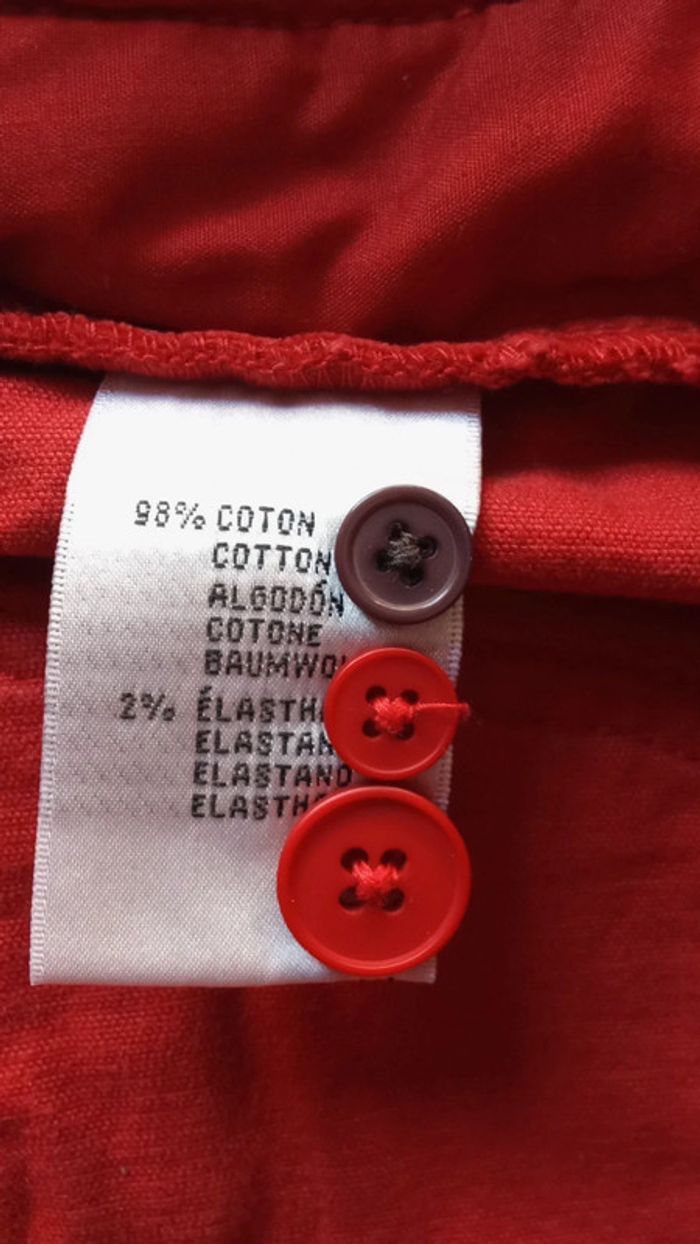 98% COTON
COTTON
ALGODÓN
COTONE
2%
ELASTANO